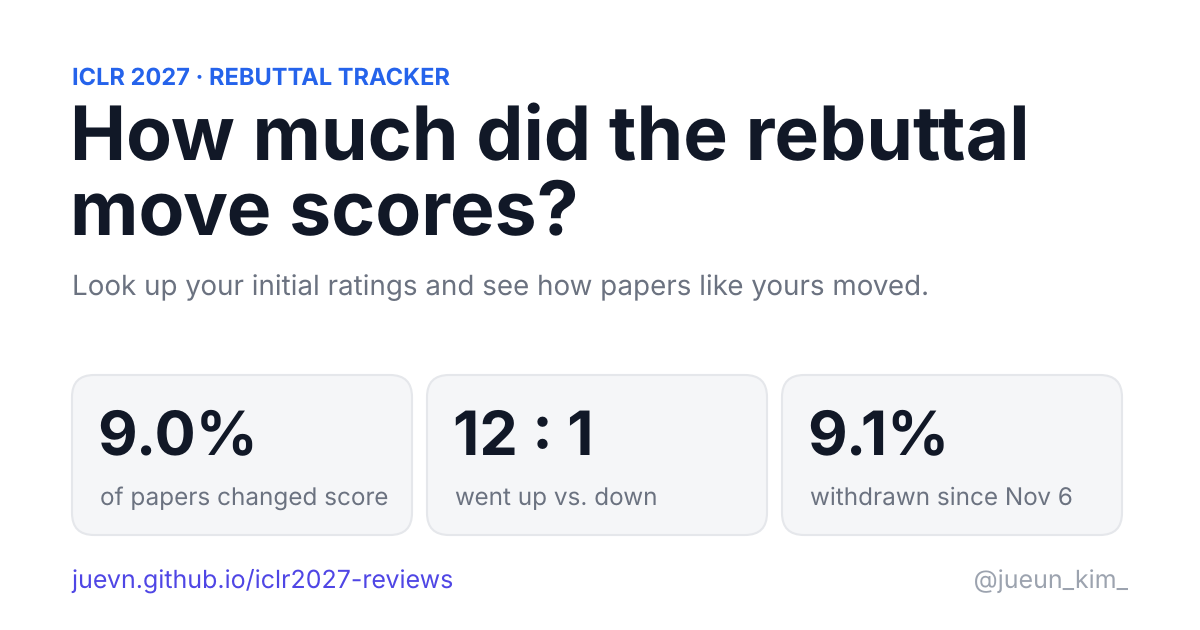 ICLR 2027 · REBUTTAL TRACKER
How much did the rebuttal
move scores?
Look up your initial ratings and see how papers like yours moved.
9.0%
of papers changed score
12 : 1
went up vs. down
9.1%
withdrawn since Nov 6
juevn.github.io/iclr2027-reviews
@jueun_kim_